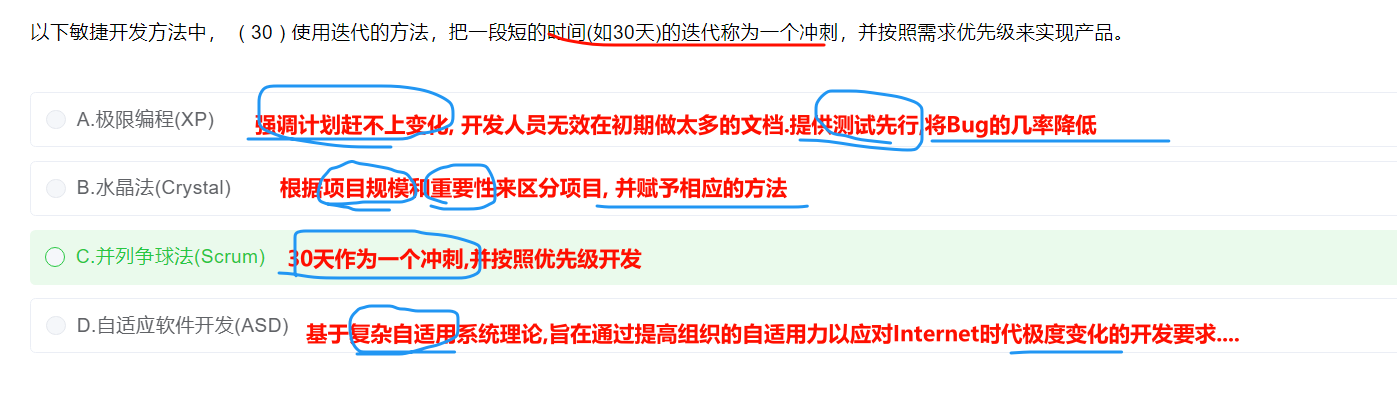 以下敏捷开发方法中，（30）使用迭代的方法，把一段短的时间(如30天)的迭代称为一个冲刺，并按照需求优先级来实现产品。
A.极限编程(XP) 强调计划赶不上变化, 开发人员无效在初期做太多的文档.提供测试先行,将Bug的几率降低
B.水晶法(Crystal) 根据项目规模和重要性来区分项目, 并赋予相应的方法
C.并列争球法(Scrum) 30天作为一个冲刺,并按照优先级开发
D.自适应软件开发(ASD) 基于复杂自适用系统理论,旨在通过提高组织的自适用力以应对Internet时代极度变化的开发要求....